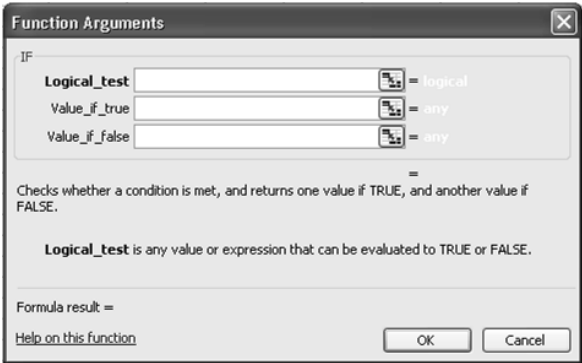 Function Arguments
IF
Logical_test = logical
Value_if_true = any
Value_if_false = any
=
Checks whether a condition is met, and returns one value if TRUE, and another value if
FALSE.
Logical_test is any value or expression that can be evaluated to TRUE or FALSE.
Formula result =
Help on this function OK Cancel